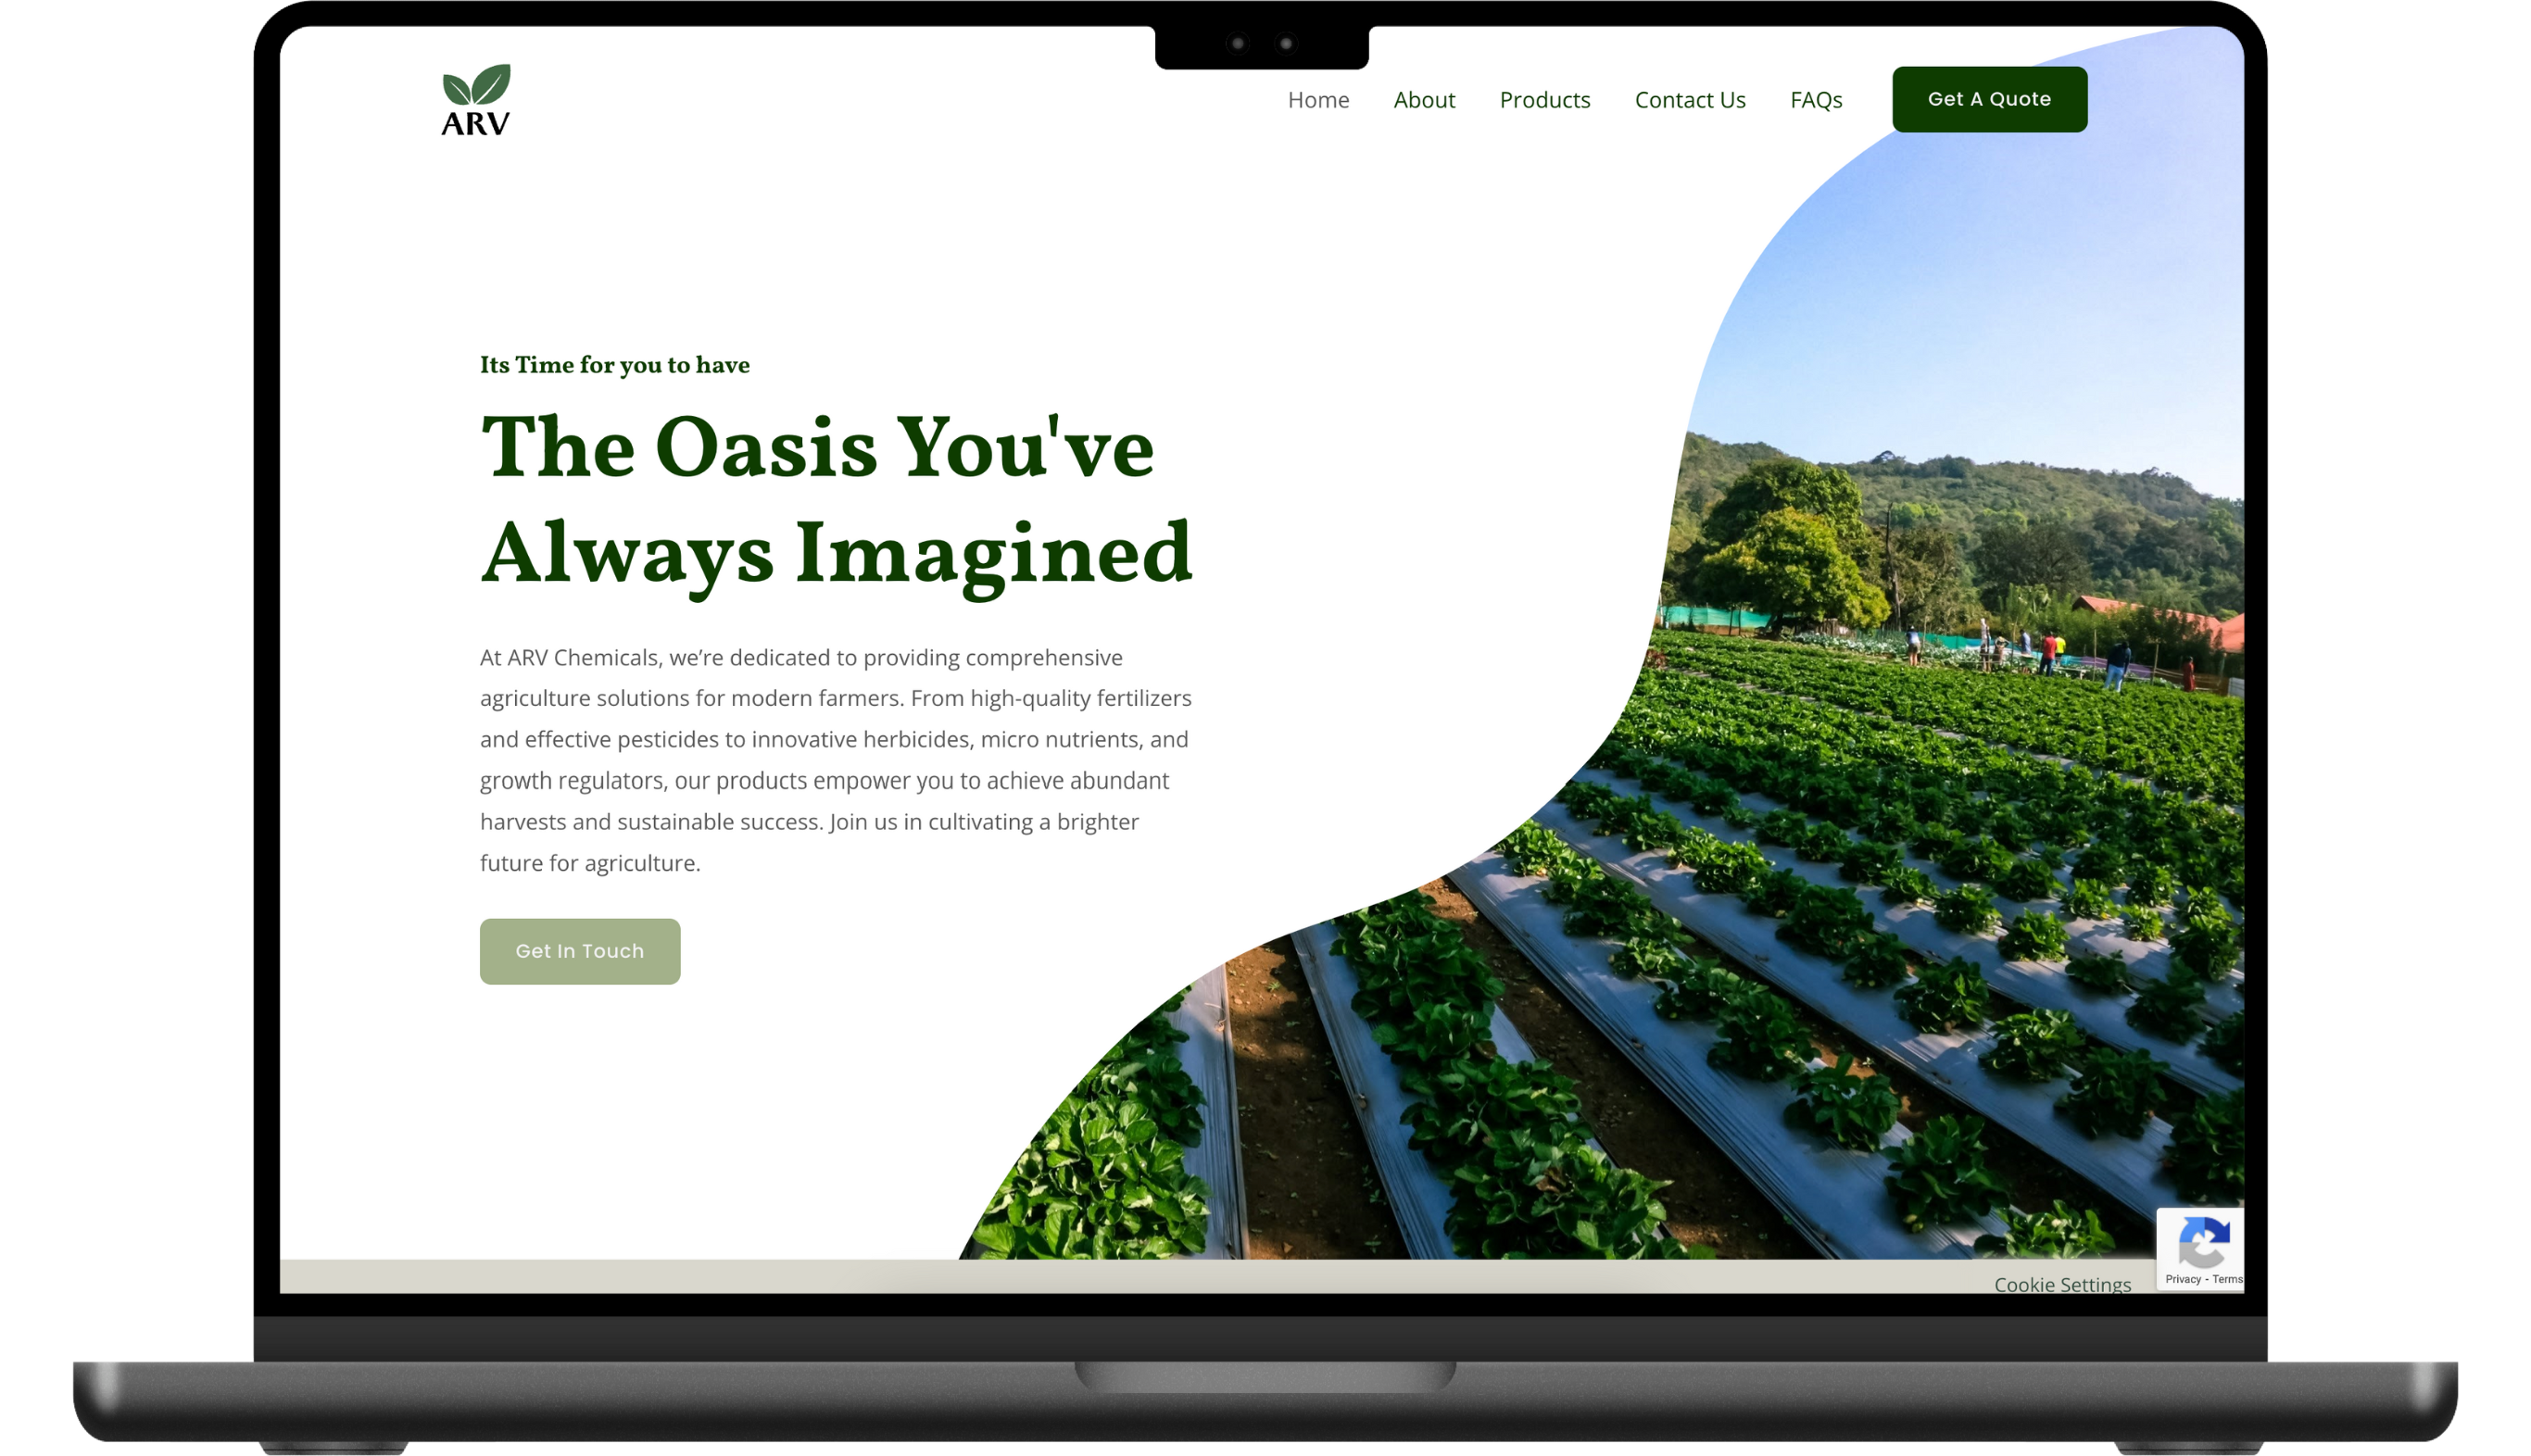 ARV
Home About Products Contact Us FAQs Get A Quote
Its Time for you to have
The Oasis You've
Always Imagined
At ARV Chemicals, we’re dedicated to providing comprehensive
agriculture solutions for modern farmers. From high-quality fertilizers
and effective pesticides to innovative herbicides, micro nutrients, and
growth regulators, our products empower you to achieve abundant
harvests and sustainable success. Join us in cultivating a brighter
future for agriculture.
Get In Touch
Cookie Settings
Privacy - Terms